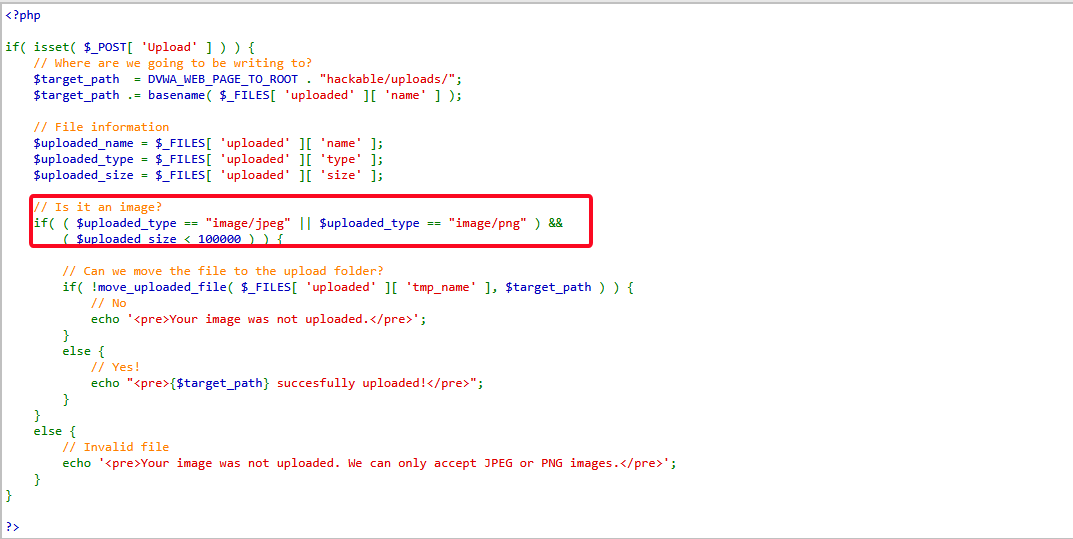 <?php
if( isset( $_POST[ 'Upload' ] ) ) {
// Where are we going to be writing to?
$target_path  = DVWA_WEB_PAGE_TO_ROOT . "hackable/uploads/";
$target_path .= basename( $_FILES[ 'uploaded' ][ 'name' ] );
// File information
$uploaded_name = $_FILES[ 'uploaded' ][ 'name' ];
$uploaded_type = $_FILES[ 'uploaded' ][ 'type' ];
$uploaded_size = $_FILES[ 'uploaded' ][ 'size' ];
// Is it an image?
if( ( $uploaded_type == "image/jpeg" || $uploaded_type == "image/png" ) &&
( $uploaded_size < 100000 ) ) {
// Can we move the file to the upload folder?
if( !move_uploaded_file( $_FILES[ 'uploaded' ][ 'tmp_name' ], $target_path ) ) {
// No
echo '<pre>Your image was not uploaded.</pre>';
}
else {
// Yes!
echo "<pre>{$target_path} succesfully uploaded!</pre>";
}
}
else {
// Invalid file
echo '<pre>Your image was not uploaded. We can only accept JPEG or PNG images.</pre>';
}
}
?>